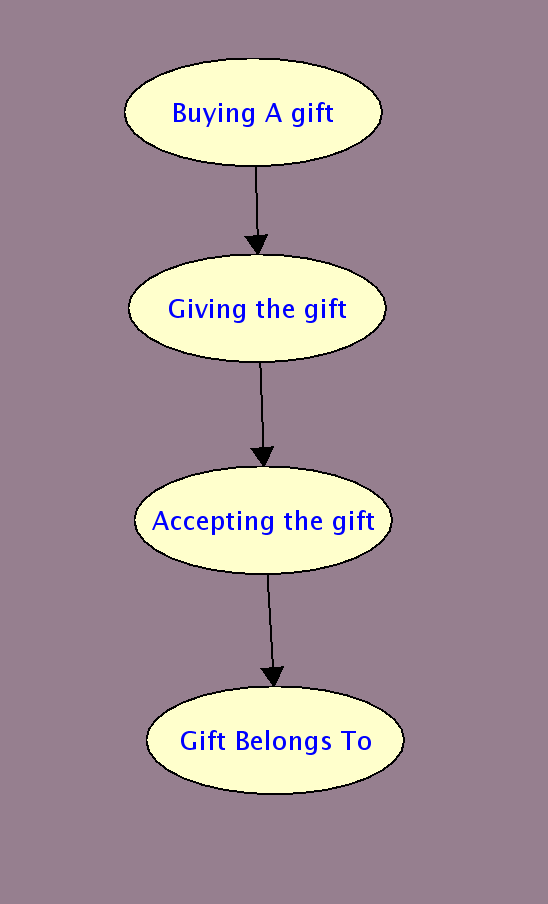 Buying A gift
Giving the gift
Accepting the gift
Gift Belongs To